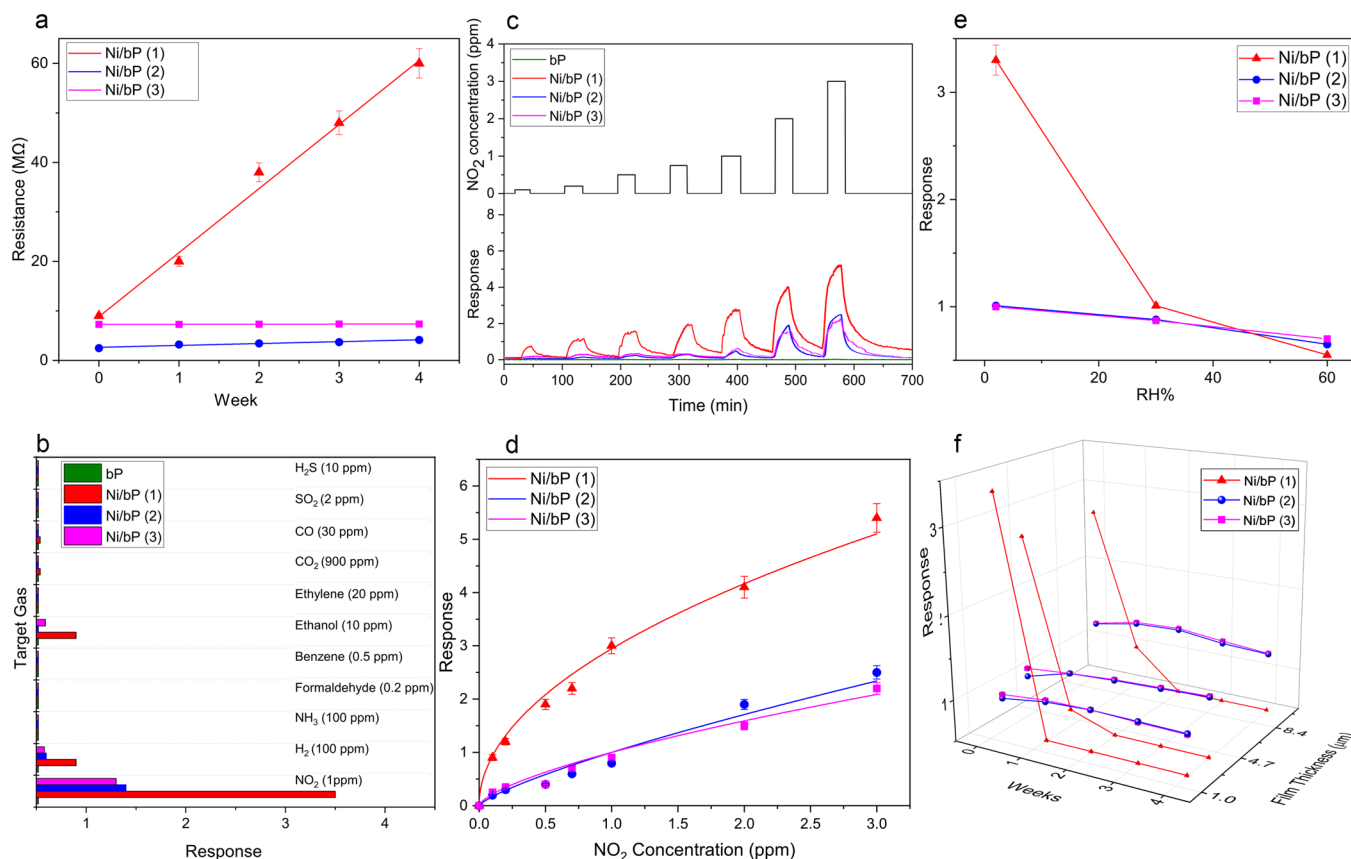 a
Ni/bP (1)
Ni/bP (2)
Ni/bP (3)
60
40
20
0
Resistance (MΩ)
0 1 2 3 4
Week
c
bP
Ni/bP (1)
Ni/bP (2)
Ni/bP (3)
4
3
2
1
0
NO2 concentration (ppm)
8
6
4
2
0
Response
0 100 200 300 400 500 600 700
Time (min)
e
Ni/bP (1)
Ni/bP (2)
Ni/bP (3)
3
2
1
Response
0 20 40 60
RH%
b
bP
Ni/bP (1)
Ni/bP (2)
Ni/bP (3)
H2S (10 ppm)
SO2 (2 ppm)
CO (30 ppm)
CO2 (900 ppm)
Ethylene (20 ppm)
Ethanol (10 ppm)
Benzene (0.5 ppm)
Formaldehyde (0.2 ppm)
NH3 (100 ppm)
H2 (100 ppm)
NO2 (1ppm)
Target Gas
1 2 3 4
Response
d
Ni/bP (1)
Ni/bP (2)
Ni/bP (3)
6
5
4
3
2
1
0
Response
0.0 0.5 1.0 1.5 2.0 2.5 3.0
NO2 Concentration (ppm)
f
Ni/bP (1)
Ni/bP (2)
Ni/bP (3)
3
2
1
Response
0 1 2 3 4
Weeks
1.0 4.7 8.4
Film Thickness (μm)